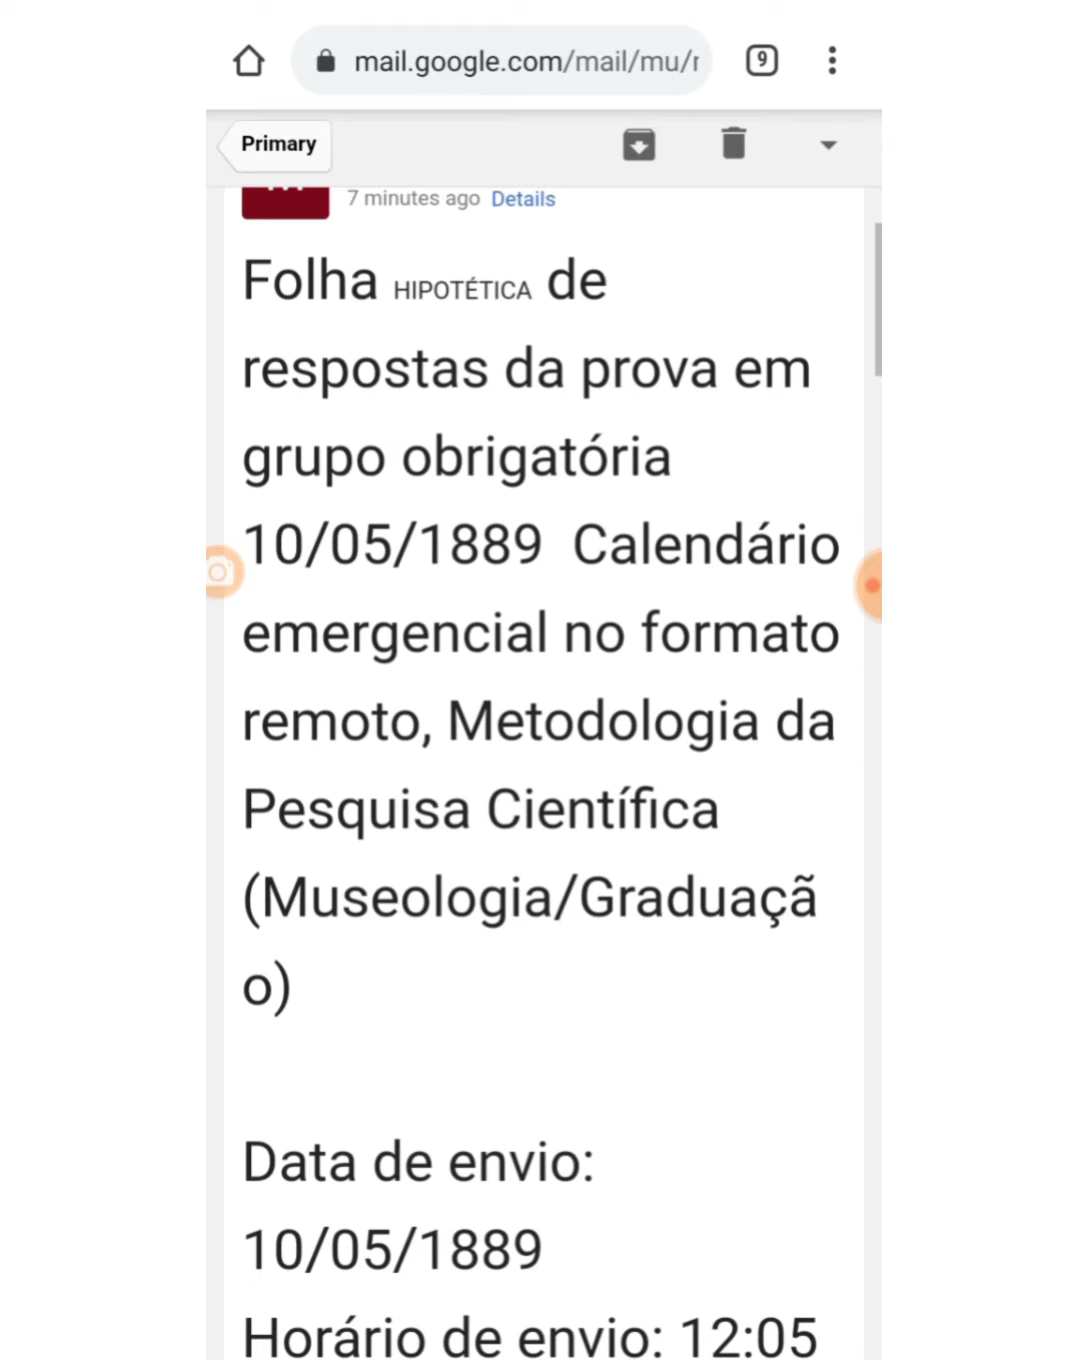 mail.google.com/mail/mu/r
9
Primary
7 minutes ago Details
Folha HIPOTÉTICA de
respostas da prova em
grupo obrigatória
10/05/1889 Calendário
emergencial no formato
remoto, Metodologia da
Pesquisa Científica
(Museologia/Graduaçã
o)
Data de envio:
10/05/1889
Horário de envio: 12:05